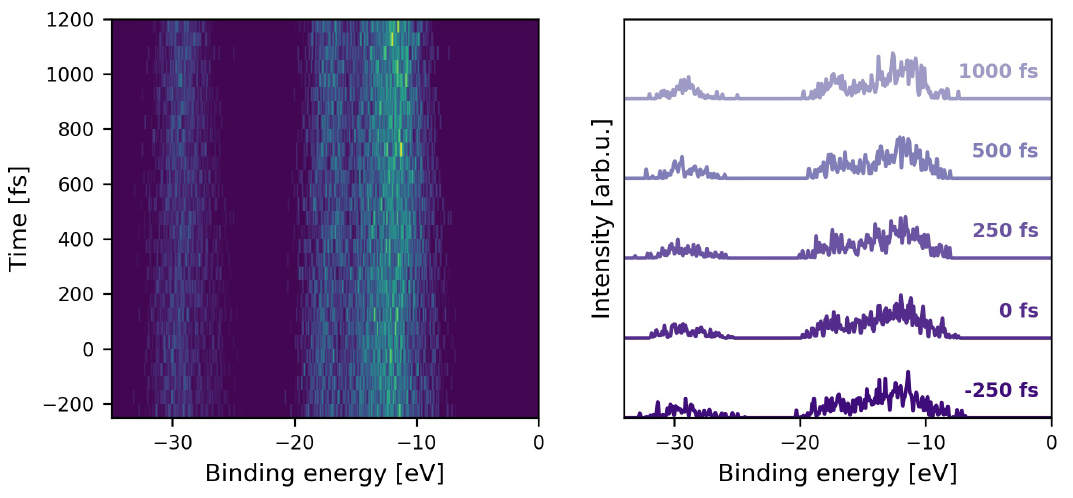 1200
1000
800
600
400
200
0
−200
Time [fs]
−30
−20
−10
0
Binding energy [eV]
Intensity [arb.u.]
1000 fs
500 fs
250 fs
0 fs
-250 fs
−30
−20
−10
0
Binding energy [eV]